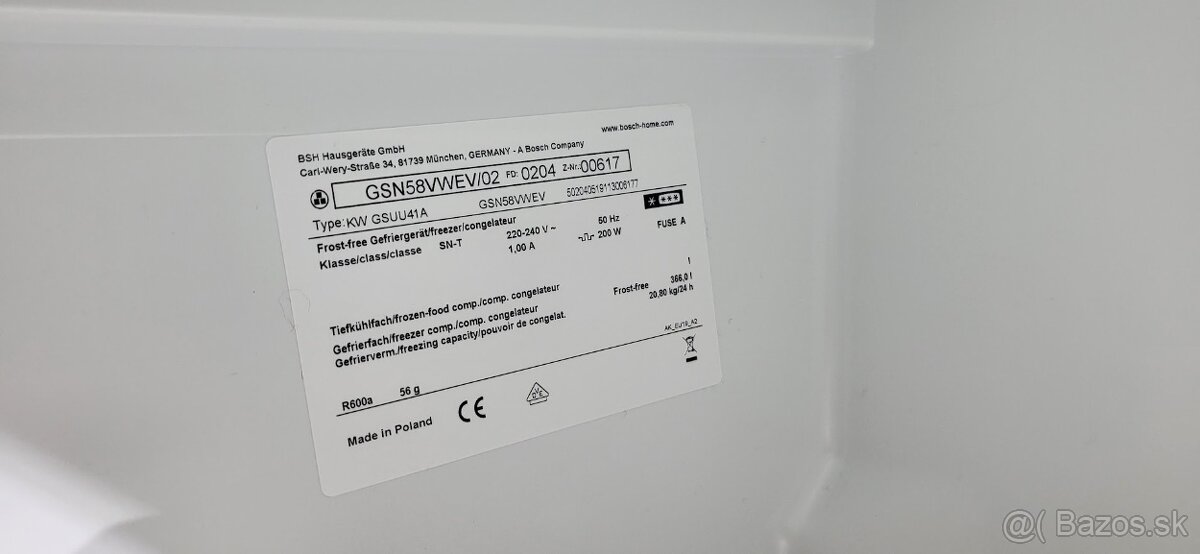 www.bosch-home.com
BSH Hausgeräte GmbH
Carl-Wery-Straße 34, 81739 München, GERMANY - A Bosch Company
GSN58VWEV/02 FD: 0204 Z-Nr.: 00617
Type: KW GSUU41A GSN58VWEV 502040519113006177
Frost-free Gefriergerät/freezer/congelateur
Klasse/class/classe SN-T 220-240 V ~ 50 Hz FUSE A
1,00 A 200 W
l
Tiefkühlfach/frozen-food comp./comp. congelateur
Gefrierfach/freezer comp./comp. congelateur Frost-free 366,0 l
Gefrierverm./freezing capacity/pouvoir de congelat. 20,80 kg/24 h
AK_EU19_A2
R600a 56 g
Made in Poland CE
VDE
@( Bazos.sk